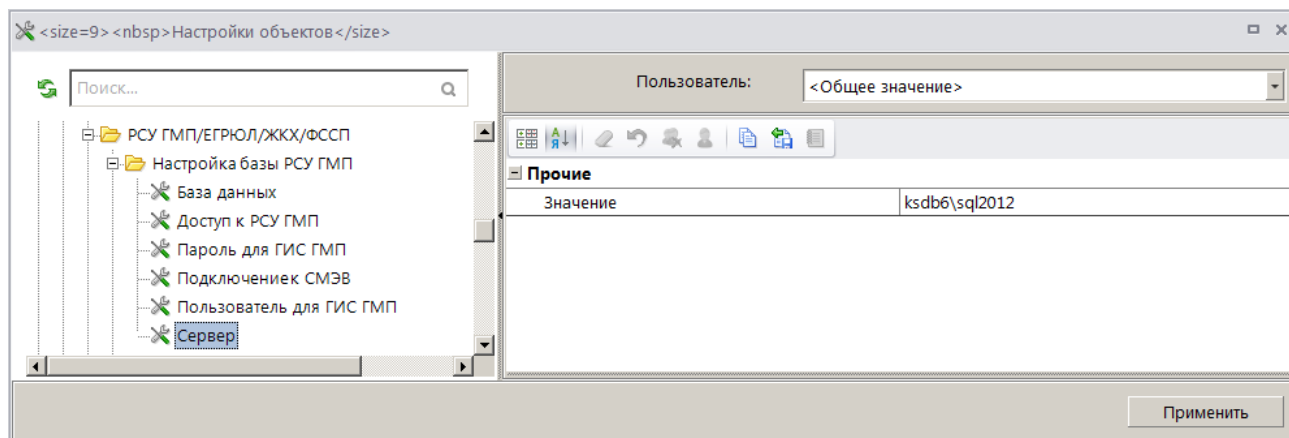 <size=9><nbsp>Настройки объектов</size>
Поиск...
Пользователь:
<Общее значение>
РСУ ГМП/ЕГРЮЛ/ЖКХ/ФССП
Настройка базы РСУ ГМП
База данных
Доступ к РСУ ГМП
Пароль для ГИС ГМП
Подключениек СМЭВ
Пользователь для ГИС ГМП
Сервер
Прочие
Значение ksdb6\sql2012
Применить